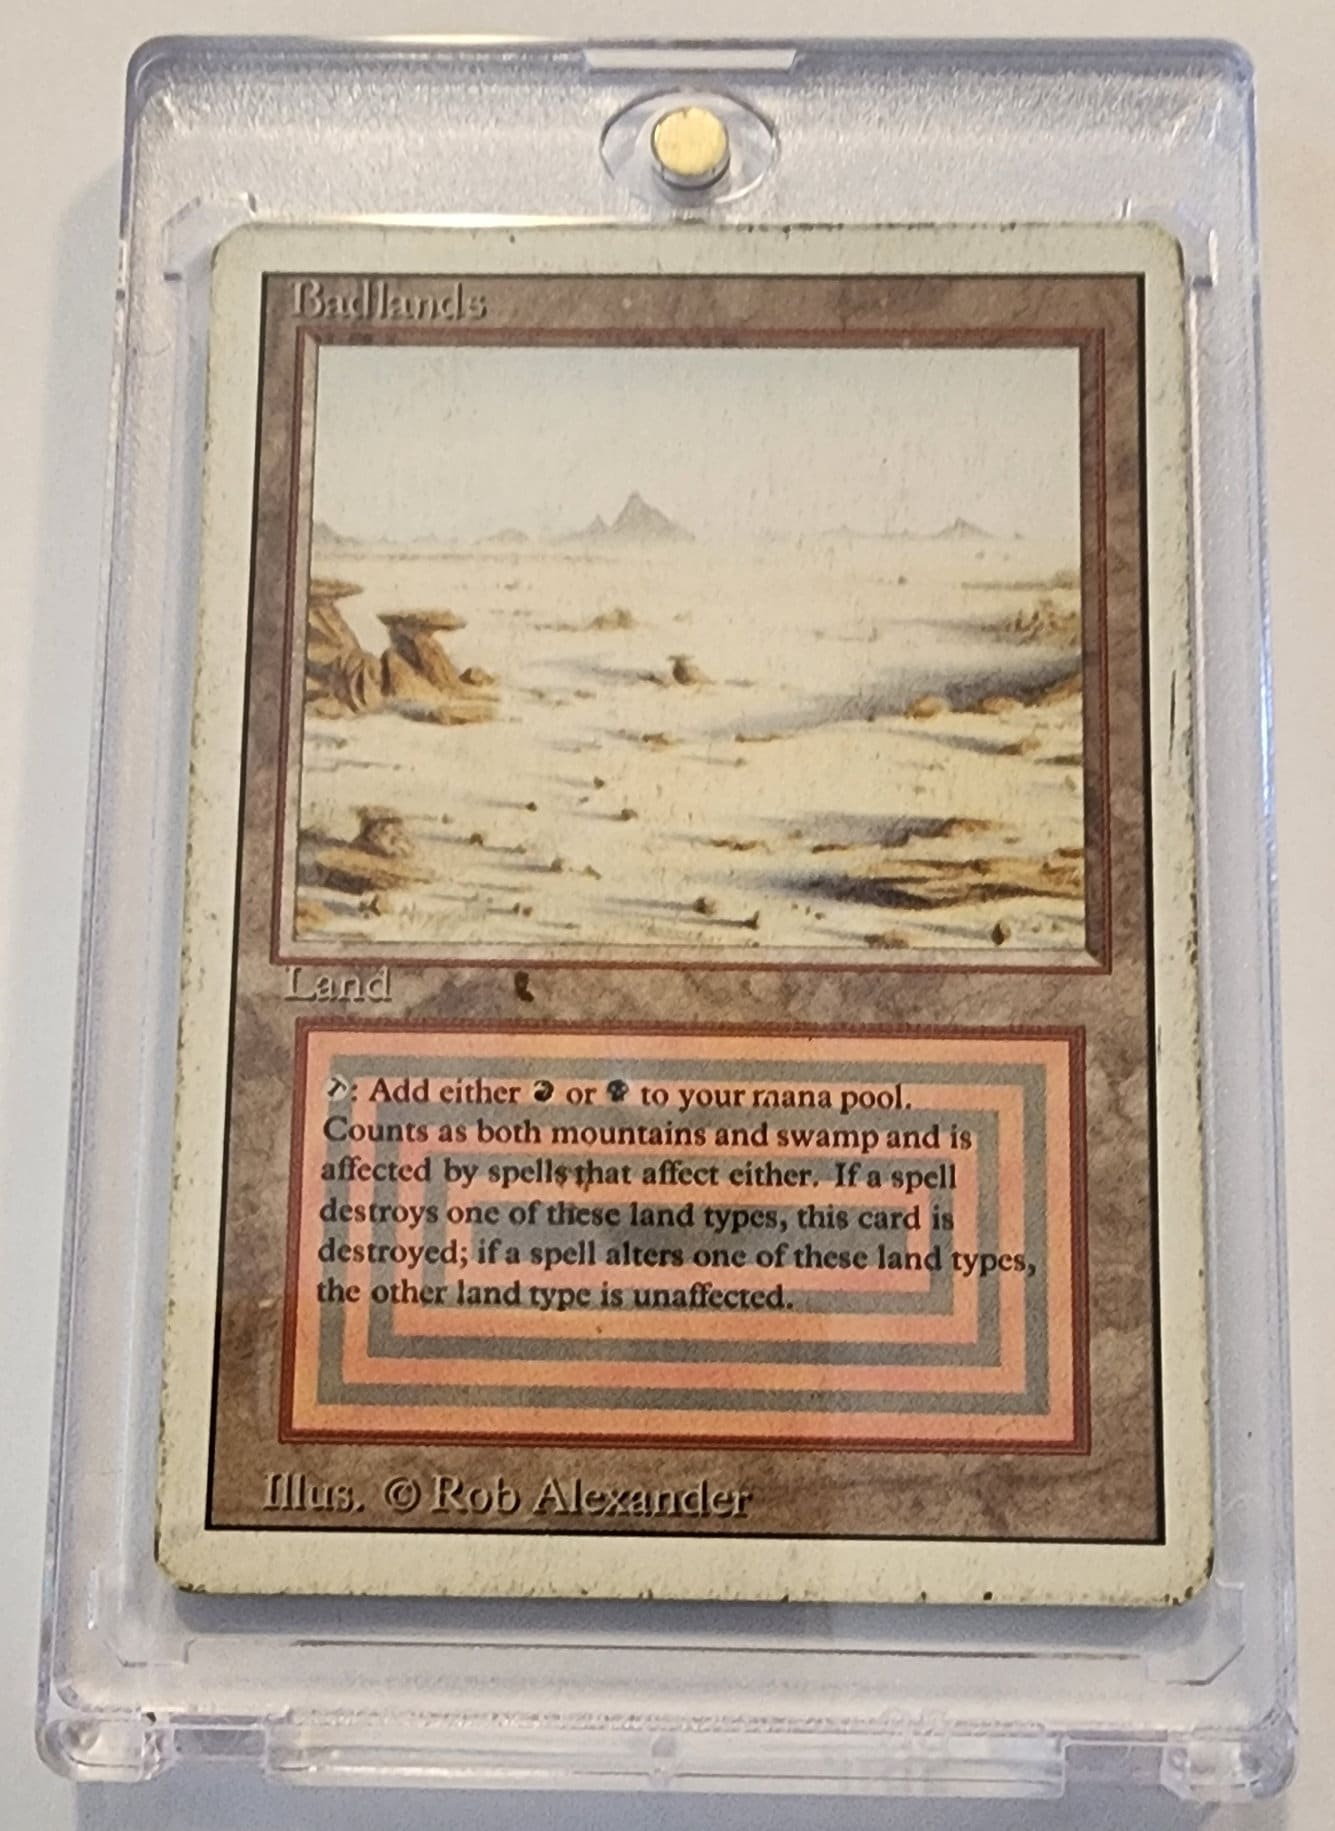 Badlands
Land
: Add either or to your mana pool.
Counts as both mountains and swamp and is
affected by spells that affect either. If a spell
destroys one of these land types, this card is
destroyed; if a spell alters one of these land types,
the other land type is unaffected.
Illus. © Rob Alexander